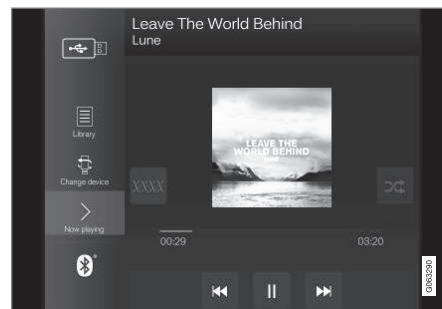 Leave The World Behind
Lune
Library
Change device
Now playing
LEAVE THE
WORLD BEHIND
LUNE
XXXX
00:29
03:20
G063290